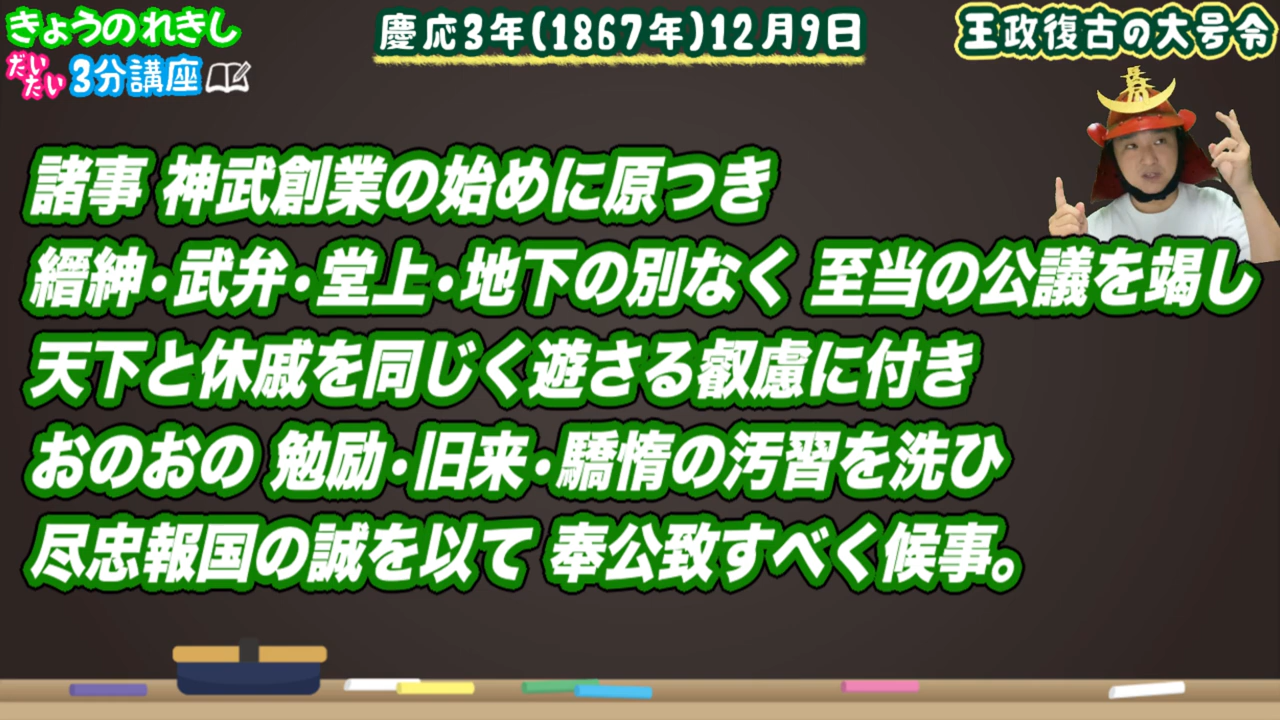 きょうのれきし
だいたい3分講座
慶応3年(1867年)12月9日
王政復古の大号令
諸事 神武創業の始めに原つき
縉紳・武弁・堂上・地下の別なく 至当の公議を竭し
天下と休戚を同じく遊さる叡慮に付き
おのおの 勉励・旧来・驕惰の汚習を洗ひ
尽忠報国の誠を以て 奉公致すべく候事。